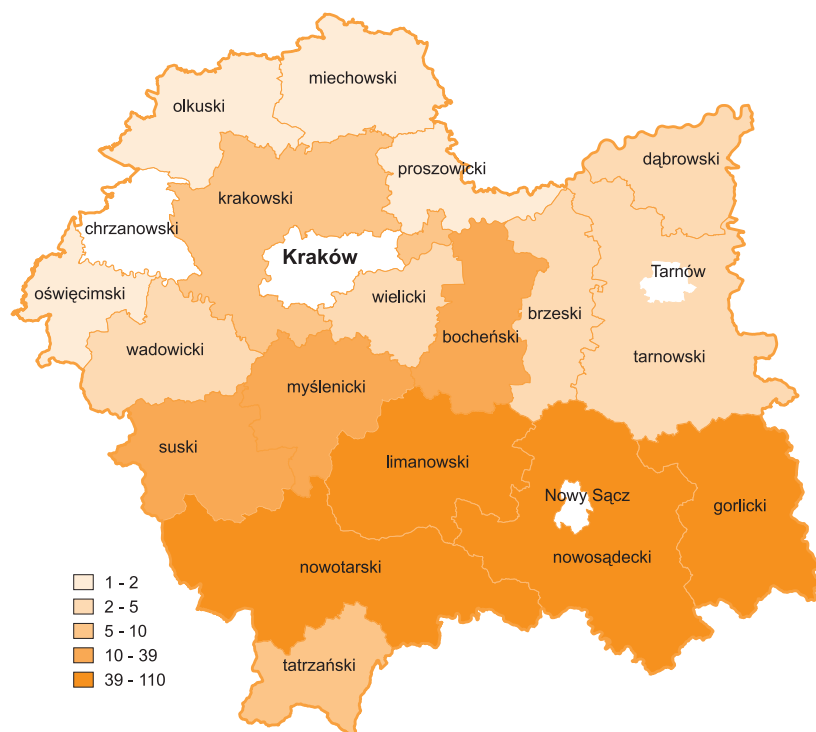 miechowski
olkuski
dąbrowski
proszowicki
krakowski
chrzanowski
Kraków
Tarnów
oświęcimski
wielicki
brzeski
bocheński
wadowicki
tarnowski
myślenicki
suski
limanowski
Nowy Sącz
gorlicki
nowosądecki
nowotarski
tatrzański
1 - 2
2 - 5
5 - 10
10 - 39
39 - 110